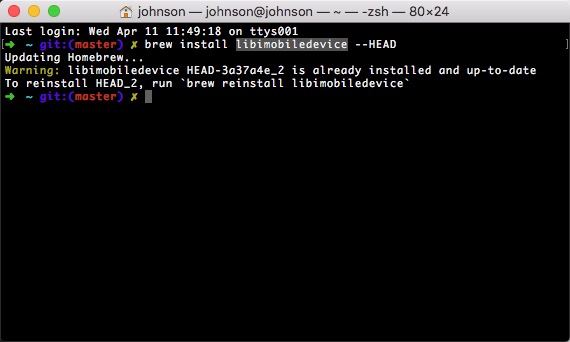 johnson — johnson@johnson — ~ — -zsh — 80×24
Last login: Wed Apr 11 11:49:18 on ttys001
[➜  ~ git:(master) ✗ brew install libimobiledevice --HEAD ]
Updating Homebrew...
Warning: libimobiledevice HEAD-3a37a4e_2 is already installed and up-to-date
To reinstall HEAD_2, run `brew reinstall libimobiledevice`
➜  ~ git:(master) ✗